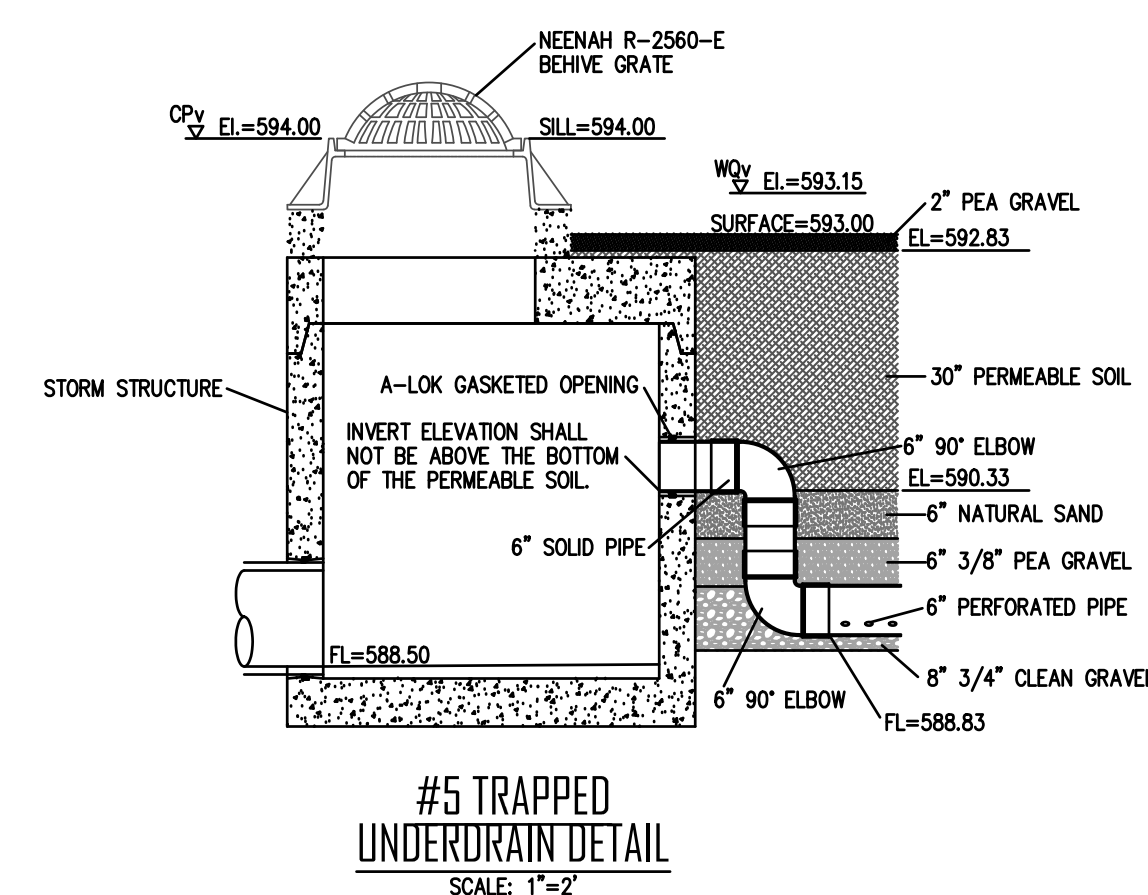 NEENAH R-2560-E
BEHIVE GRATE
CPv
El.=594.00
SILL=594.00
WQv
El.=593.15
2" PEA GRAVEL
SURFACE=593.00
EL=592.83
STORM STRUCTURE
A-LOK GASKETED OPENING
30" PERMEABLE SOIL
INVERT ELEVATION SHALL
NOT BE ABOVE THE BOTTOM
OF THE PERMEABLE SOIL.
6" 90° ELBOW
EL=590.33
6" NATURAL SAND
6" SOLID PIPE
6" 3/8" PEA GRAVEL
6" PERFORATED PIPE
FL=588.50
8" 3/4" CLEAN GRAVEL
6" 90° ELBOW
FL=588.83
#5 TRAPPED
UNDERDRAIN DETAIL
SCALE: 1"=2'